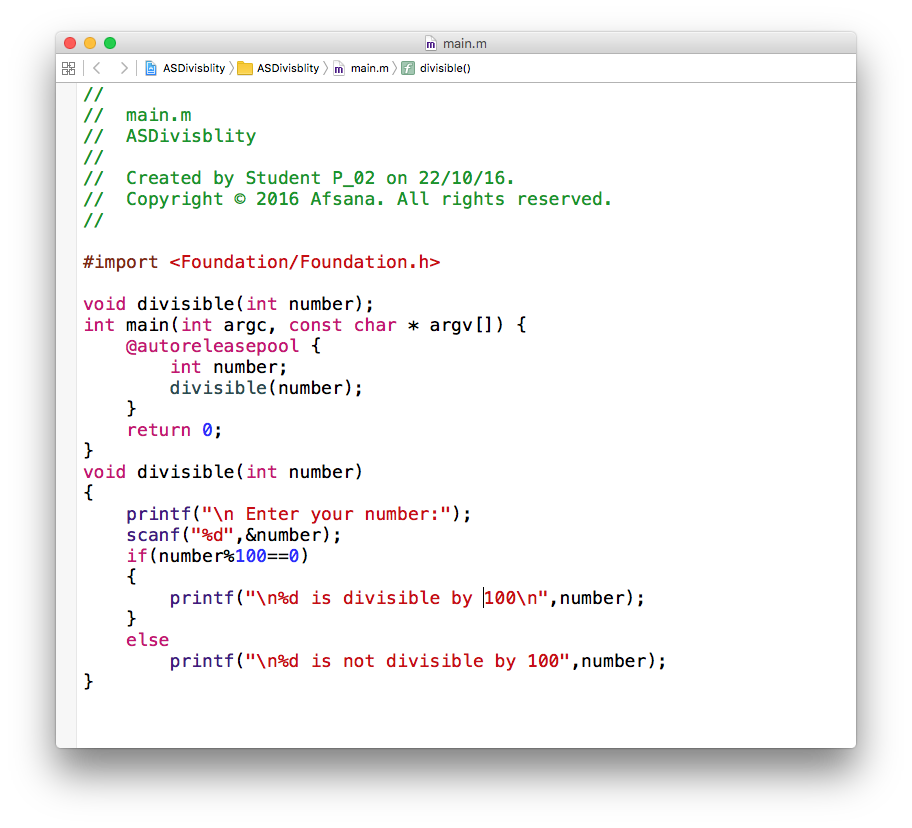 main.m
ASDivisblity ASDivisblity main.m divisible()
//
//  main.m
//  ASDivisblity
//
//  Created by Student P_02 on 22/10/16.
//  Copyright © 2016 Afsana. All rights reserved.
//
#import <Foundation/Foundation.h>
void divisible(int number);
int main(int argc, const char * argv[]) {
    @autoreleasepool {
        int number;
        divisible(number);
    }
    return 0;
}
void divisible(int number)
{
    printf("\n Enter your number:");
    scanf("%d",&number);
    if(number%100==0)
    {
        printf("\n%d is divisible by 100\n",number);
    }
    else
        printf("\n%d is not divisible by 100",number);
}